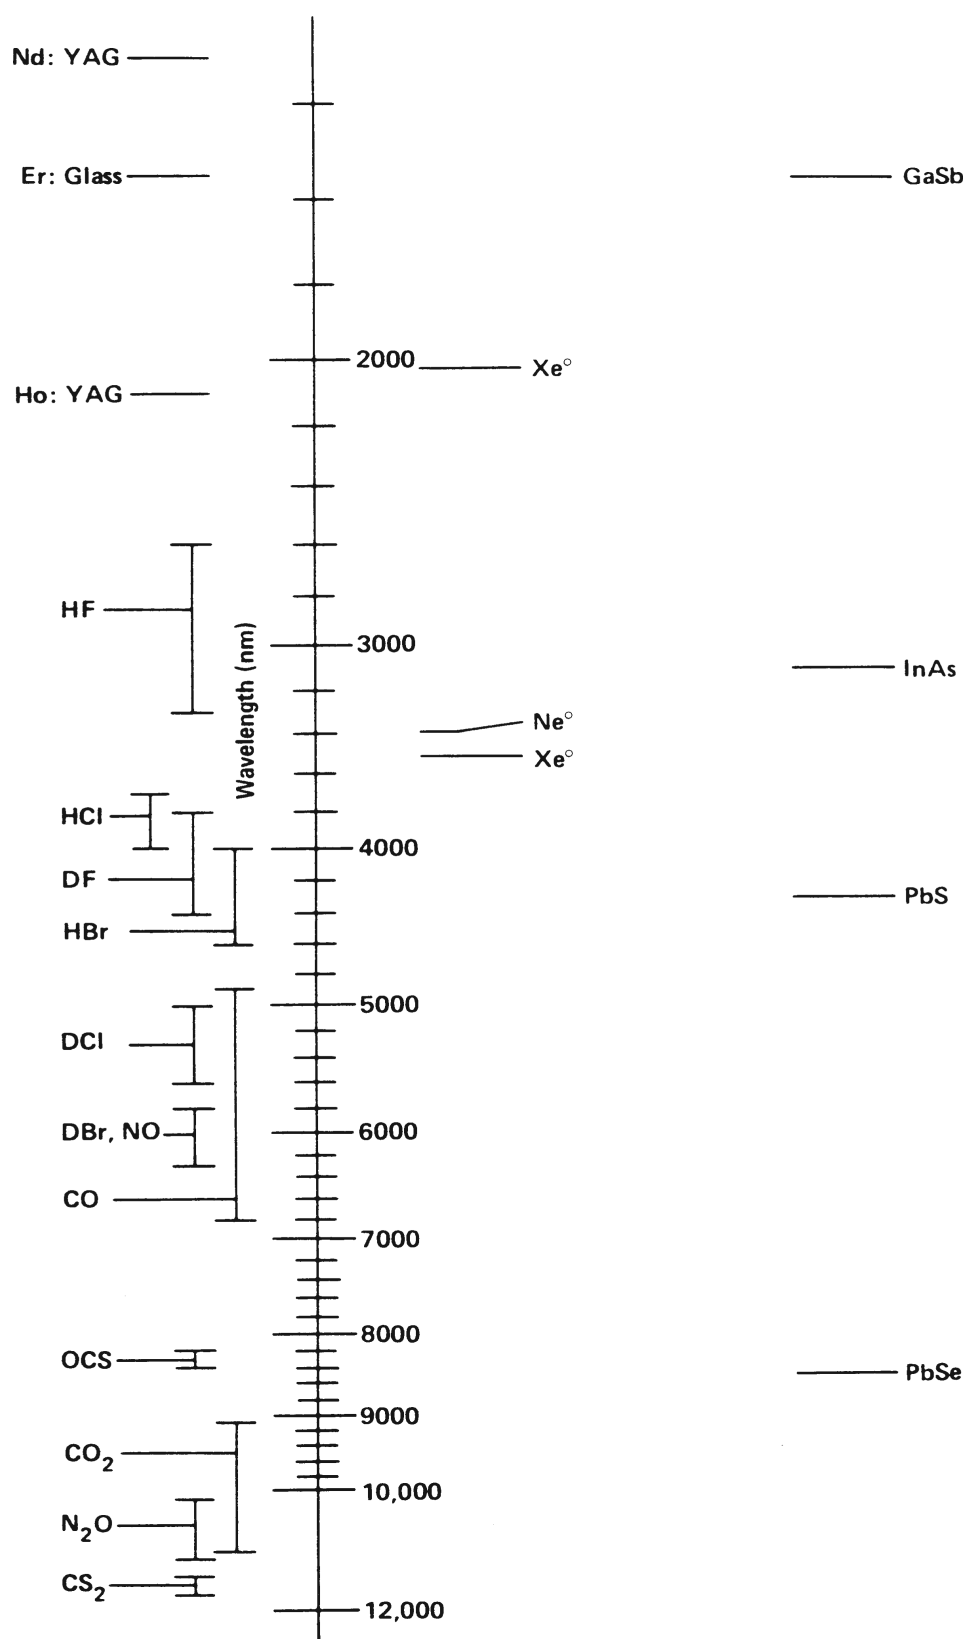 Nd: YAG
Er: Glass
GaSb
2000
Xe°
Ho: YAG
HF
Wavelength (nm)
3000
InAs
Ne°
Xe°
HCl
4000
DF
PbS
HBr
5000
DCl
6000
DBr, NO
CO
7000
8000
OCS
PbSe
9000
CO₂
10,000
N₂O
CS₂
12,000